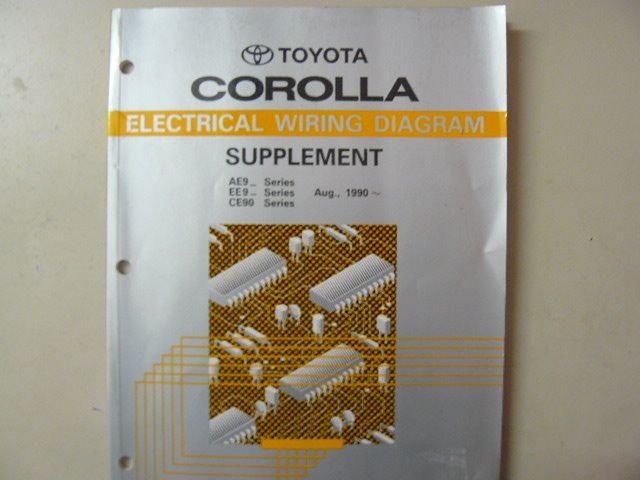 TOYOTA
COROLLA
ELECTRICAL WIRING DIAGRAM
SUPPLEMENT
AE9_ Series
EE9_ Series Aug., 1990 ~
CE90 Series